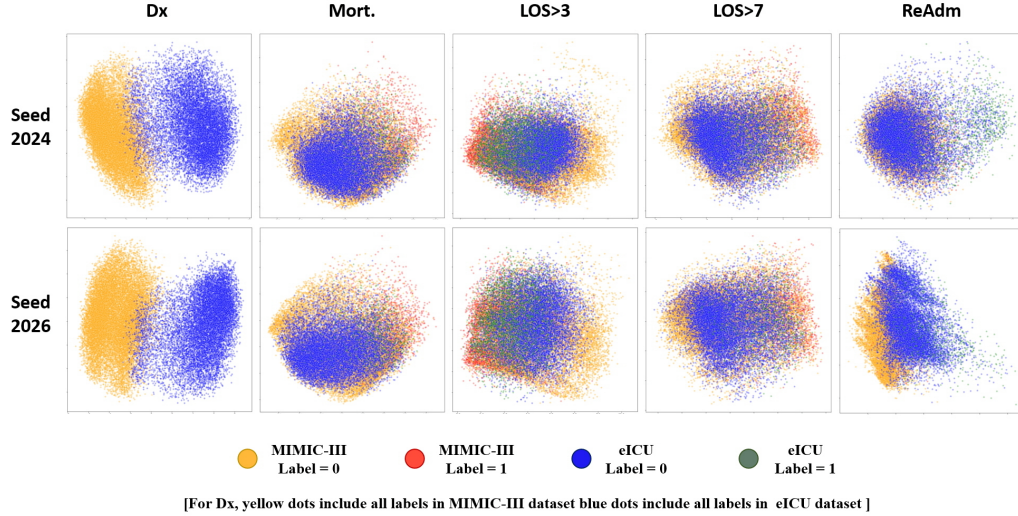 Dx Mort. LOS>3 LOS>7 ReAdm
Seed
2024
Seed
2026
MIMIC-III
Label = 0
MIMIC-III
Label = 1
eICU
Label = 0
eICU
Label = 1
[For Dx, yellow dots include all labels in MIMIC-III dataset blue dots include all labels in eICU dataset ]